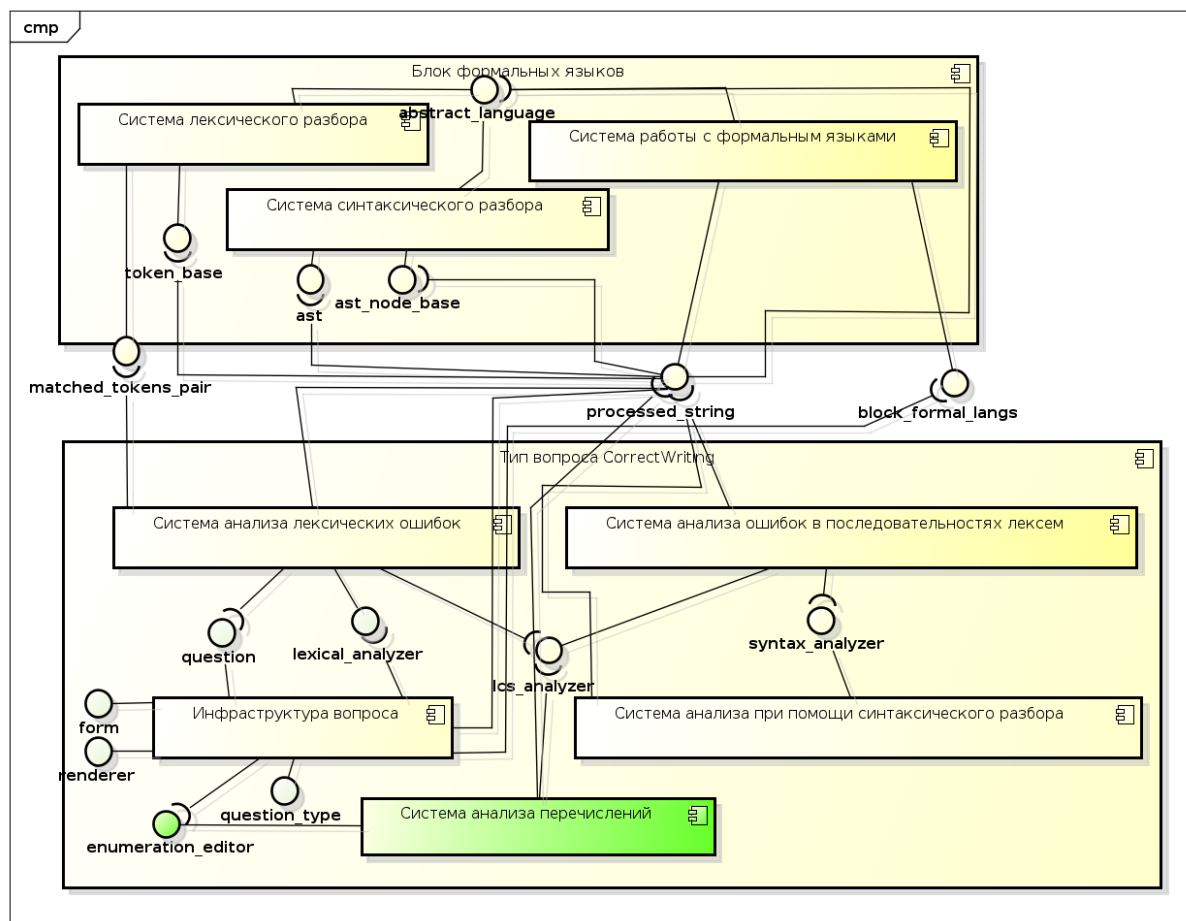 cmp
Блок формальных языков
abstract_language
Система лексического разбора
Система работы с формальным языками
Система синтаксического разбора
token_base
ast_node_base
ast
matched_tokens_pair
processed_string
block_formal_langs
Тип вопроса CorrectWriting
Система анализа лексических ошибок
Система анализа ошибок в последовательностях лексем
question
lexical_analyzer
syntax_analyzer
lcs_analyzer
Инфраструктура вопроса
Система анализа при помощи синтаксического разбора
form
renderer
question_type
Система анализа перечислений
enumeration_editor